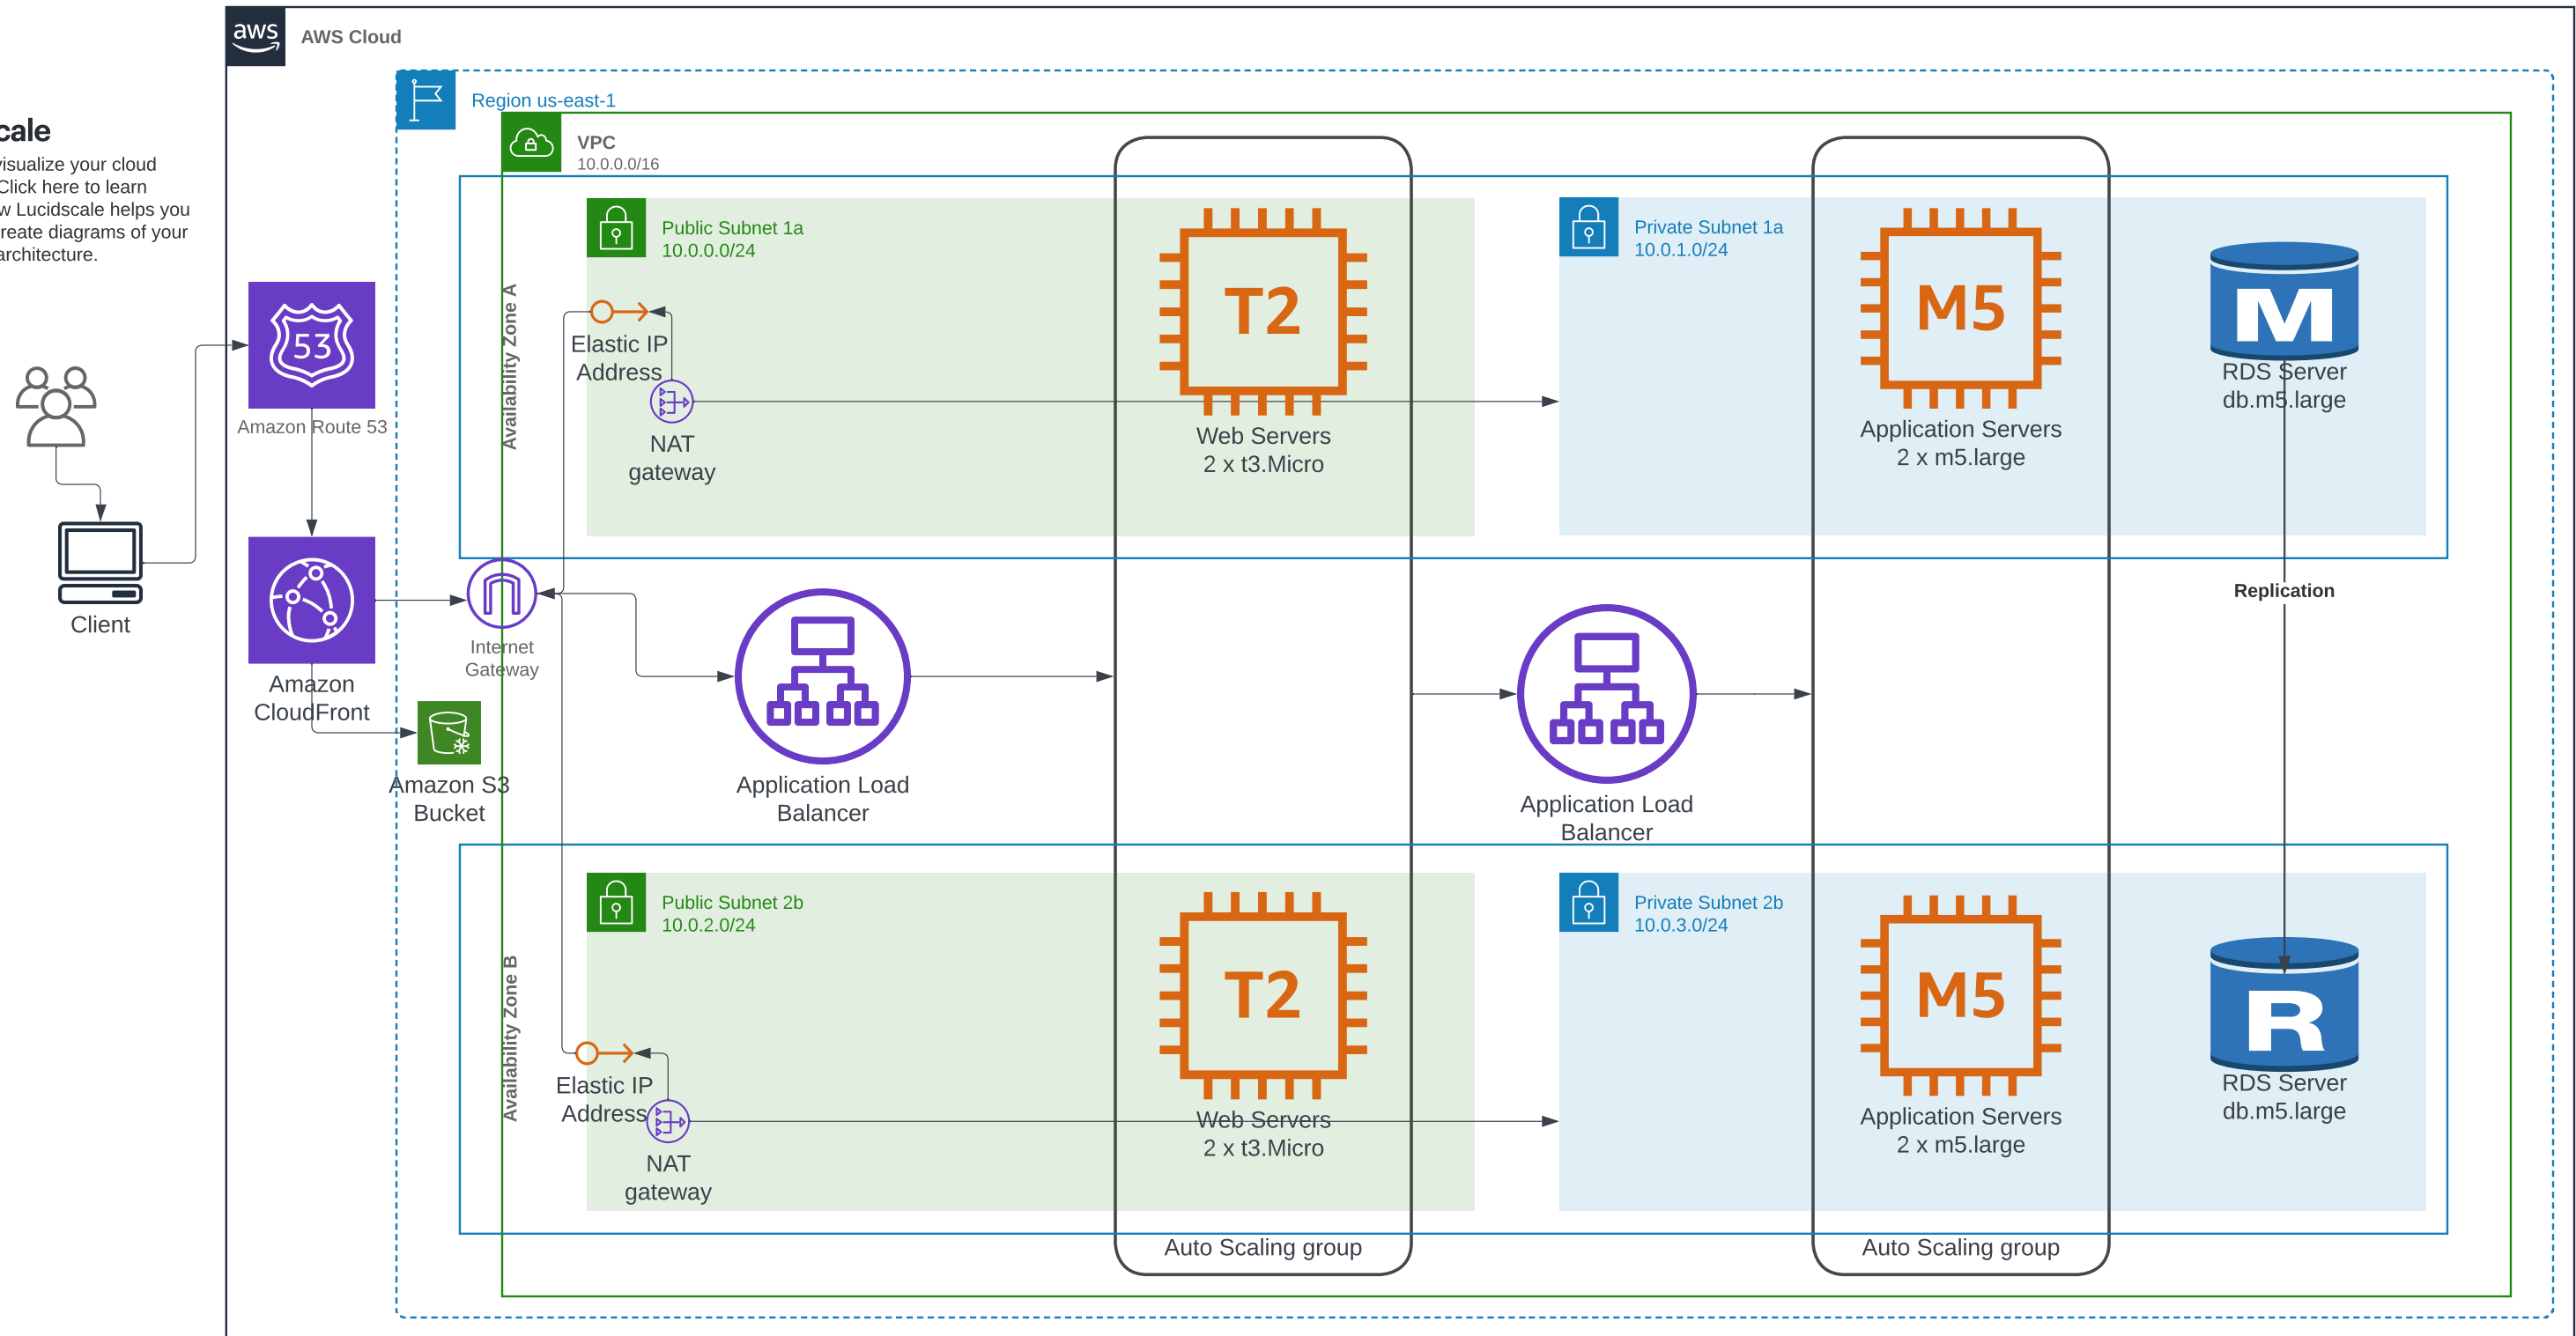 aws
AWS Cloud
Region us-east-1
VPC
10.0.0.0/16
cale
visualize your cloud
Click here to learn
w Lucidscale helps you
reate diagrams of your
architecture.
53
Amazon Route 53
Client
Amazon
CloudFront
Amazon S3
Bucket
Internet
Gateway
Availability Zone A
Public Subnet 1a
10.0.0.0/24
Elastic IP
Address
NAT
gateway
T2
Web Servers
2 x t3.Micro
Private Subnet 1a
10.0.1.0/24
M5
Application Servers
2 x m5.large
M
RDS Server
db.m5.large
Application Load
Balancer
Application Load
Balancer
Replication
Availability Zone B
Public Subnet 2b
10.0.2.0/24
Elastic IP
Address
NAT
gateway
T2
Web Servers
2 x t3.Micro
Private Subnet 2b
10.0.3.0/24
M5
Application Servers
2 x m5.large
R
RDS Server
db.m5.large
Auto Scaling group
Auto Scaling group